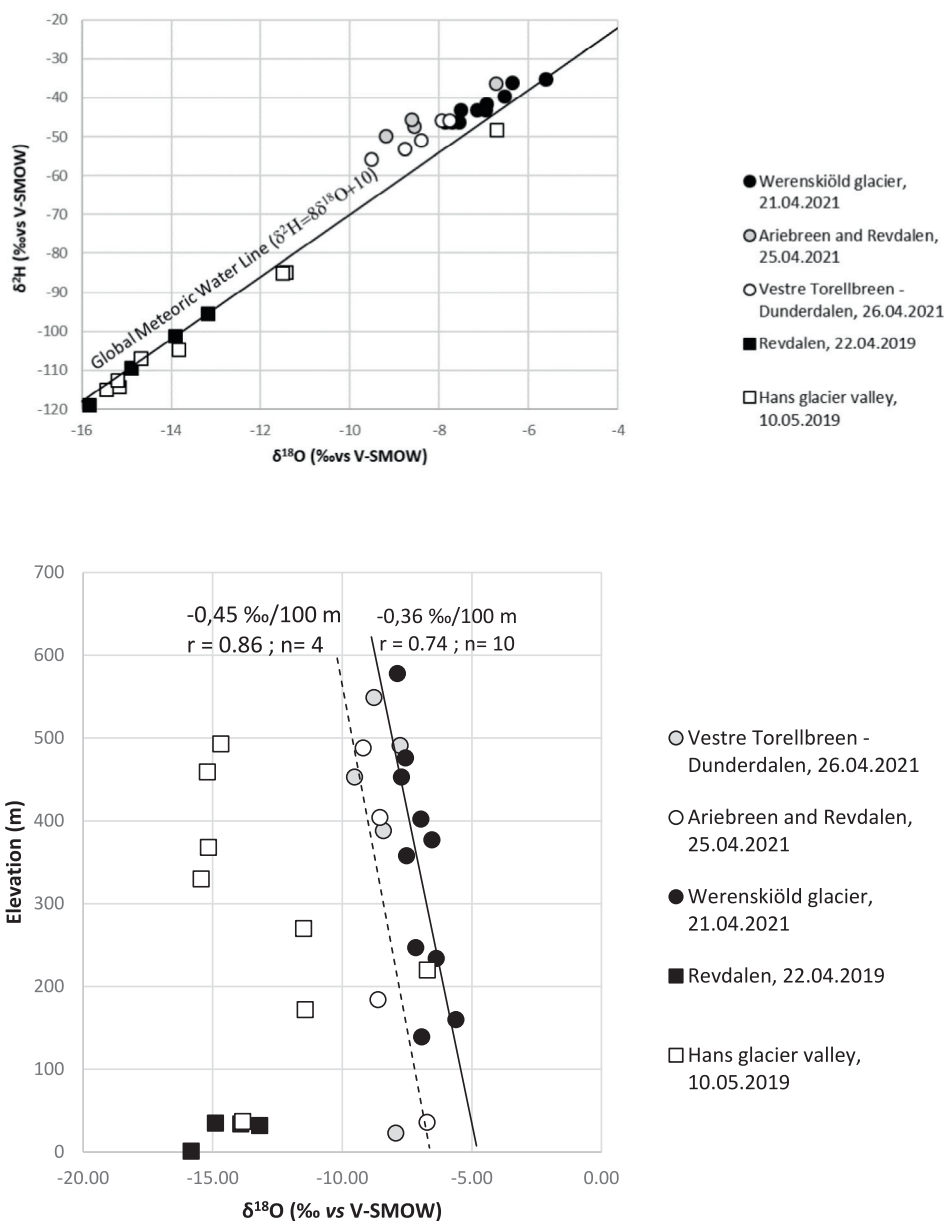 -20
-30
-40
-50
-60
-70
-80
-90
-100
-110
-120
δ²H (‰vs V-SMOW)
Global Meteoric Water Line (δ²H=8δ¹⁸O+10)
-16
-14
-12
-10
-8
-6
-4
δ¹⁸O (‰vs V-SMOW)
Werenskiöld glacier,
21.04.2021
Ariebreen and Revdalen,
25.04.2021
Vestre Torellbreen -
Dunderdalen, 26.04.2021
Revdalen, 22.04.2019
Hans glacier valley,
10.05.2019
700
600
500
400
300
200
100
0
Elevation (m)
-0,45 ‰/100 m
r = 0.86 ; n= 4
-0,36 ‰/100 m
r = 0.74 ; n= 10
-20.00
-15.00
-10.00
-5.00
0.00
δ¹⁸O (‰ vs V-SMOW)
Vestre Torellbreen -
Dunderdalen, 26.04.2021
Ariebreen and Revdalen,
25.04.2021
Werenskiöld glacier,
21.04.2021
Revdalen, 22.04.2019
Hans glacier valley,
10.05.2019